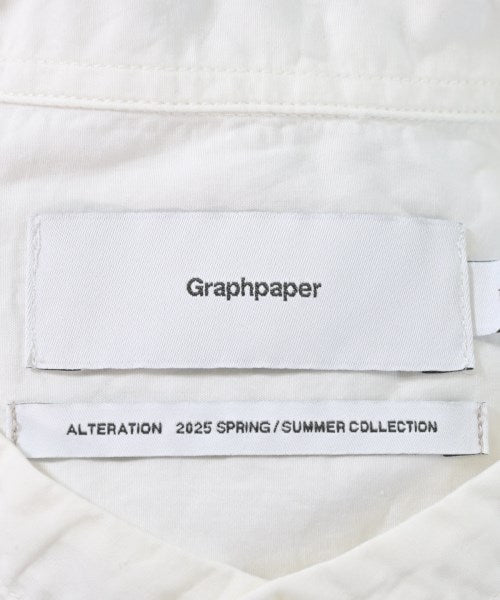 Graphpaper
ALTERATION 2025 SPRING / SUMMER COLLECTION